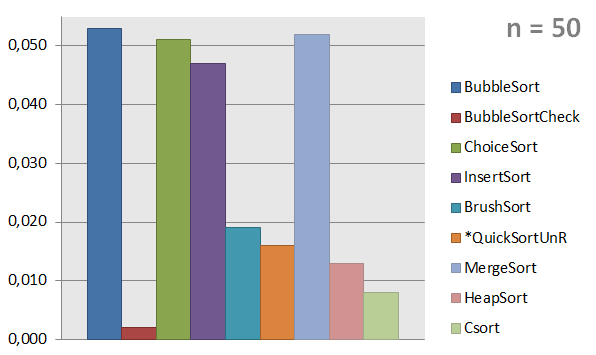 n = 50
0,050
0,040
0,030
0,020
0,010
0,000
BubbleSort
BubbleSortCheck
ChoiceSort
InsertSort
BrushSort
*QuickSortUnR
MergeSort
HeapSort
Csort